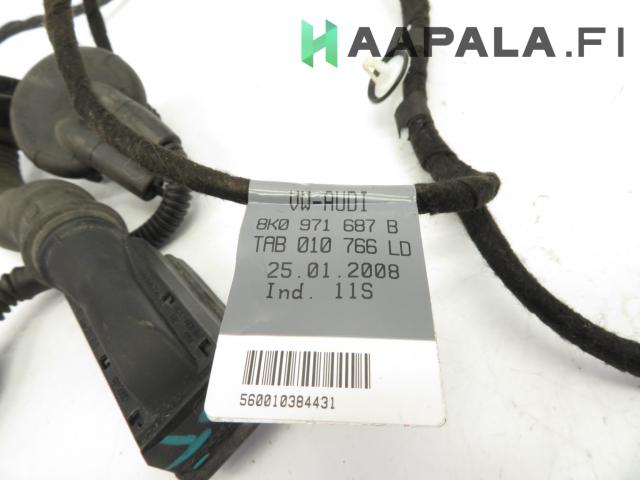 HAAPALA.FI
VW-AUDI
8K0 971 687 B
TAB 010 766 LD
25.01.2008
Ind. 11S
560010384431